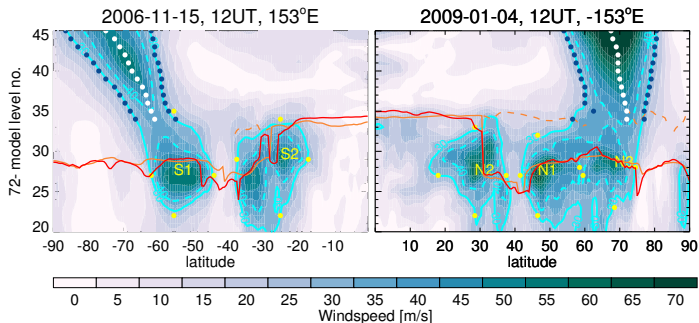 2006-11-15, 12UT, 153°E
2009-01-04, 12UT, -153°E
72- model level no.
45
40
35
30
25
20
S1
S2
N2
N1
N3
-90 -80 -70 -60 -50 -40 -30 -20 -10
10 20 30 40 50 60 70 80 90
latitude
latitude
0 5 10 15 20 25 30 35 40 45 50 55 60 65 70
Windspeed [m/s]